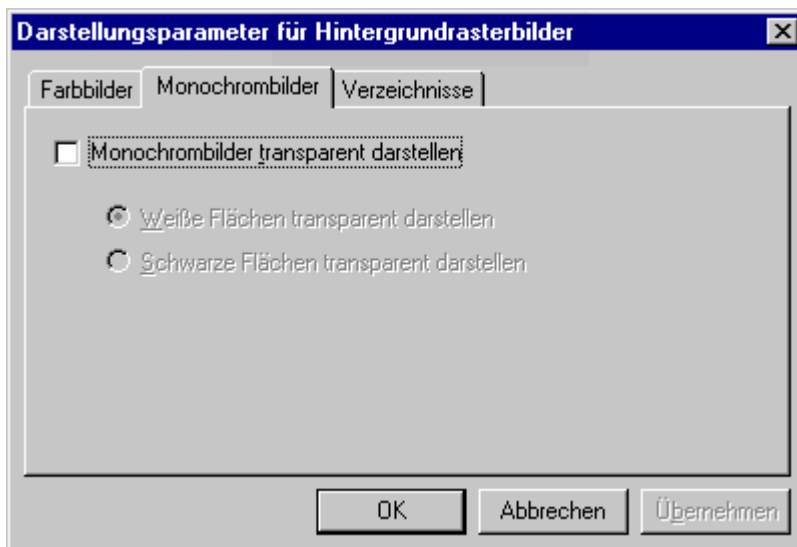 Darstellungsparameter für Hintergrundrasterbilder
Farbbilder Monochrombilder Verzeichnisse
Monochrombilder transparent darstellen
Weiße Flächen transparent darstellen
Schwarze Flächen transparent darstellen
OK Abbrechen Übernehmen